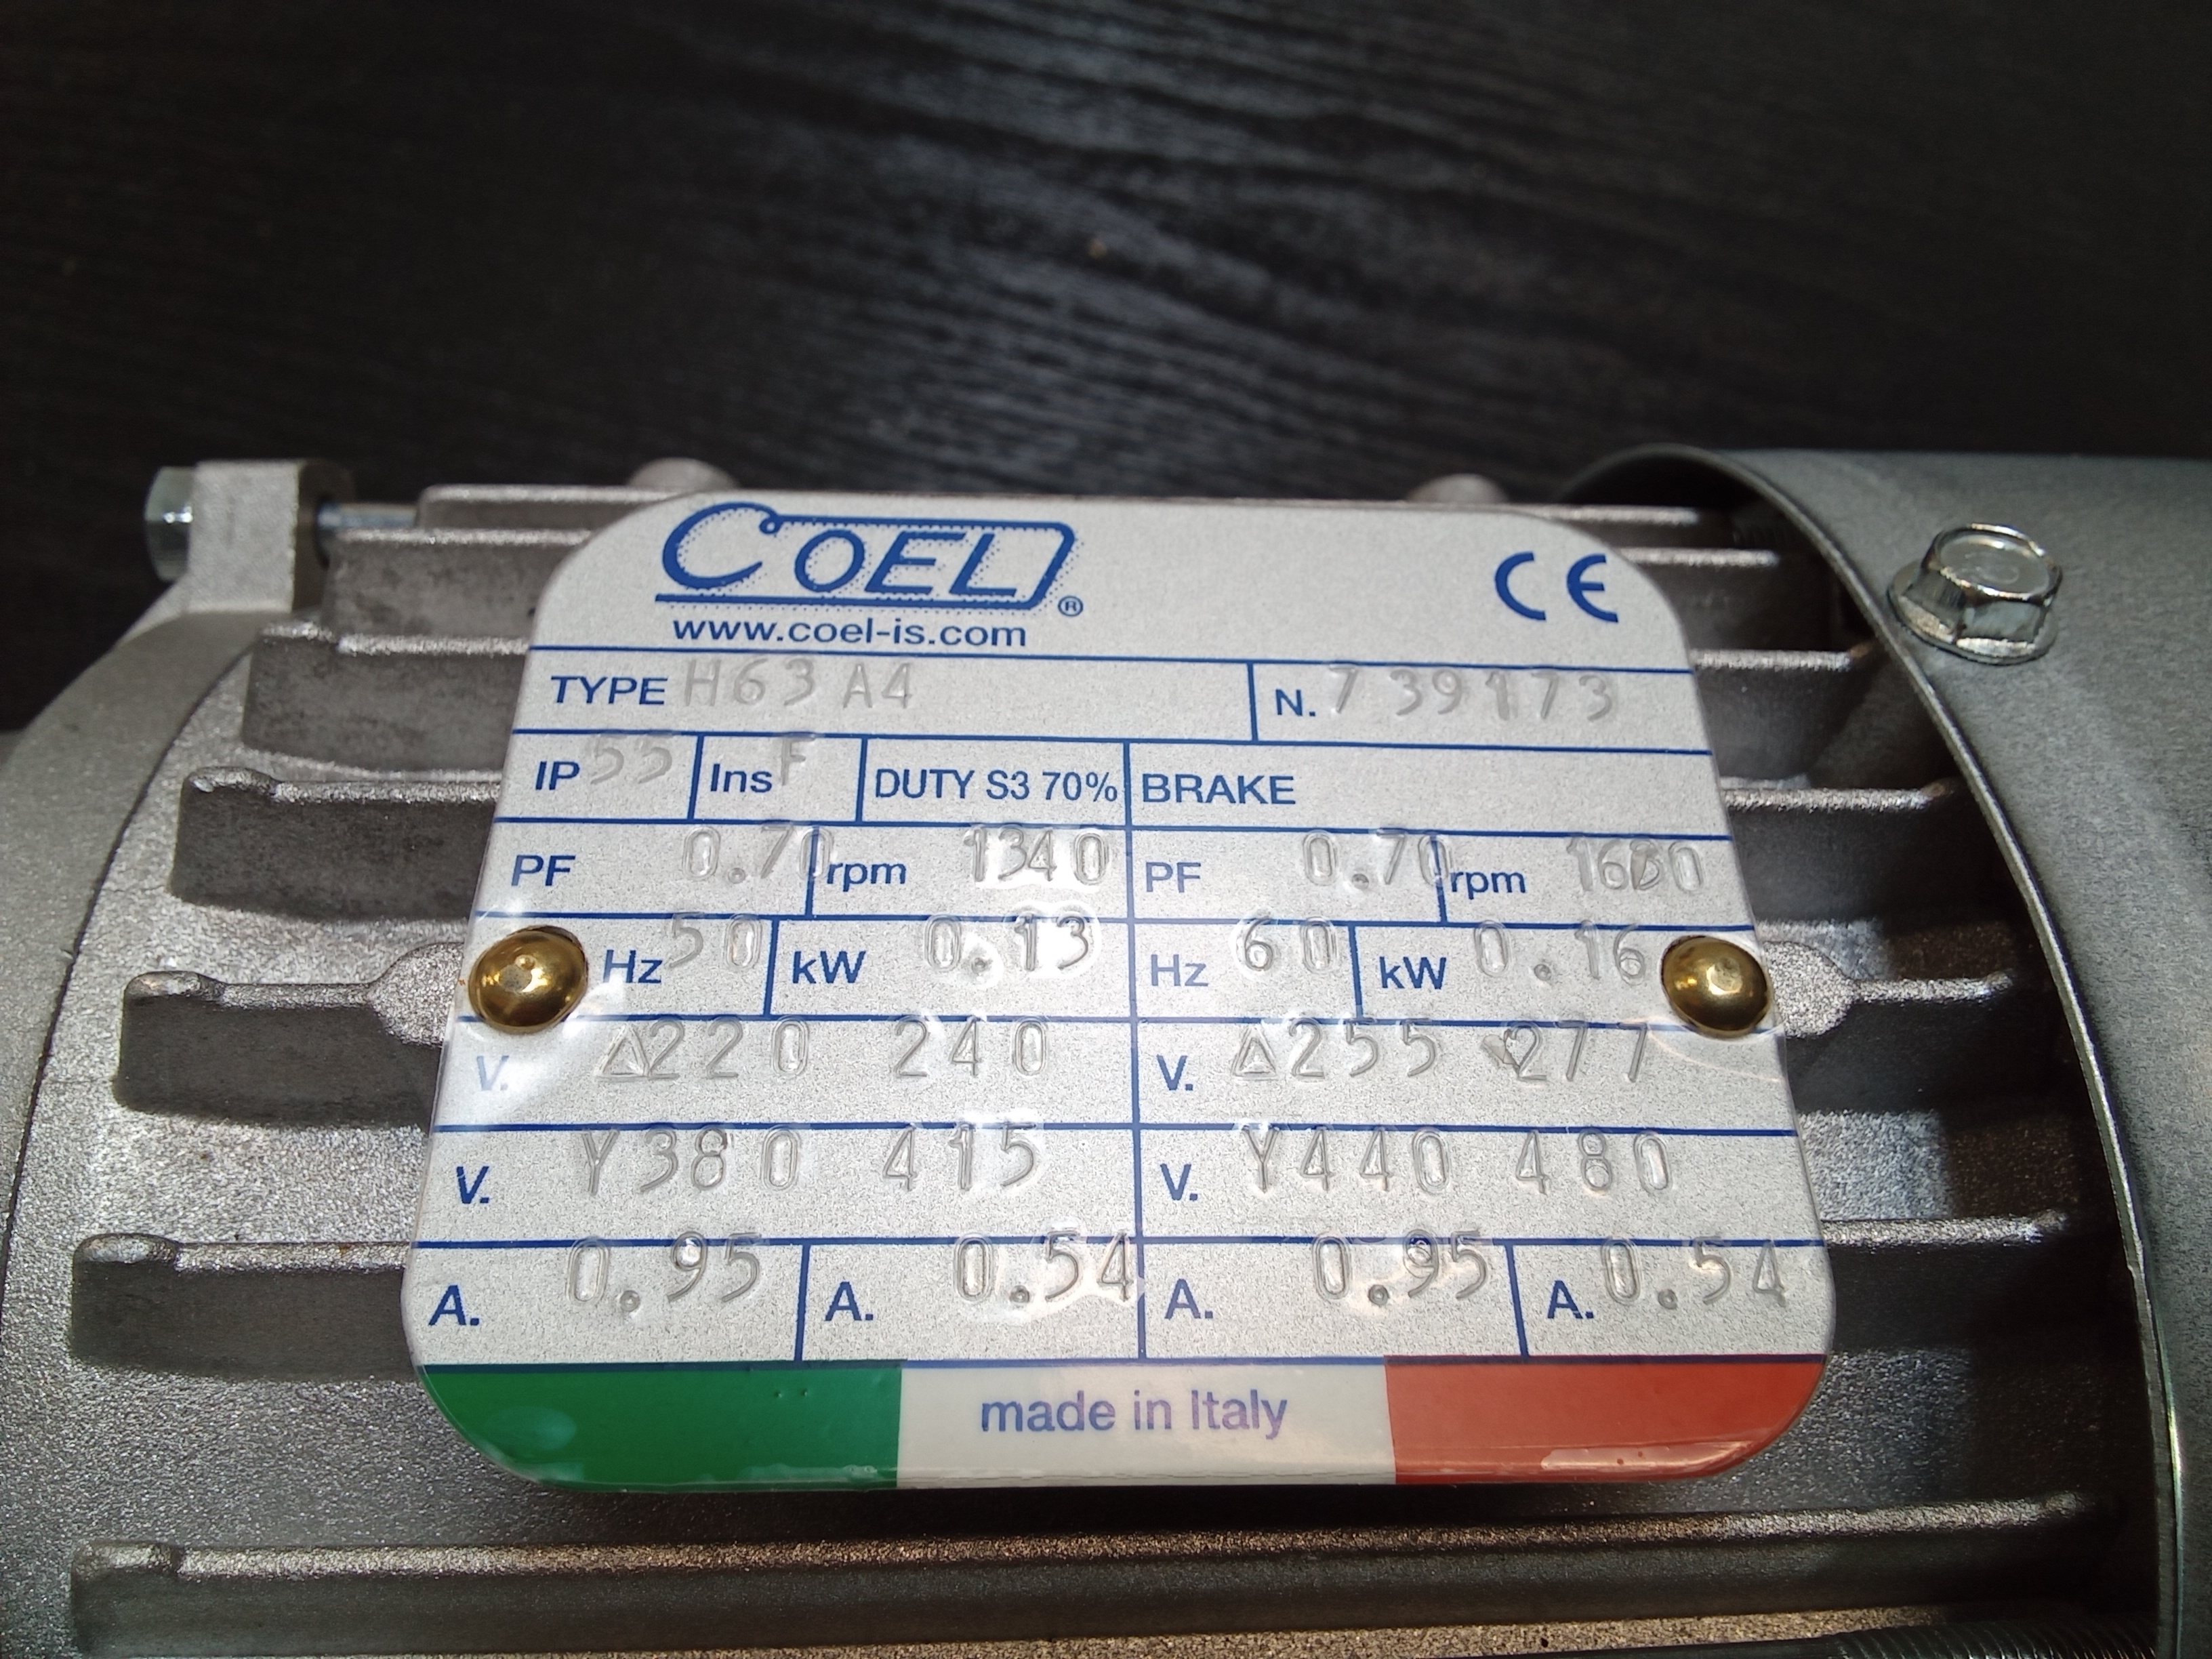 COEL ®
www.coel-is.com
CE
TYPE H63 A4 N. 739173
IP 55 Ins F DUTY S3 70% BRAKE
PF 0.70 rpm 1340 PF 0.70 rpm
Hz 50 kW 0.13 Hz 60 kW 0.16
V. Δ220 240 V. Δ255 277
V. Y380 415 V. Y440 480
A. 0.95 A. 0.54 A. 0.95 A. 0.54
made in Italy